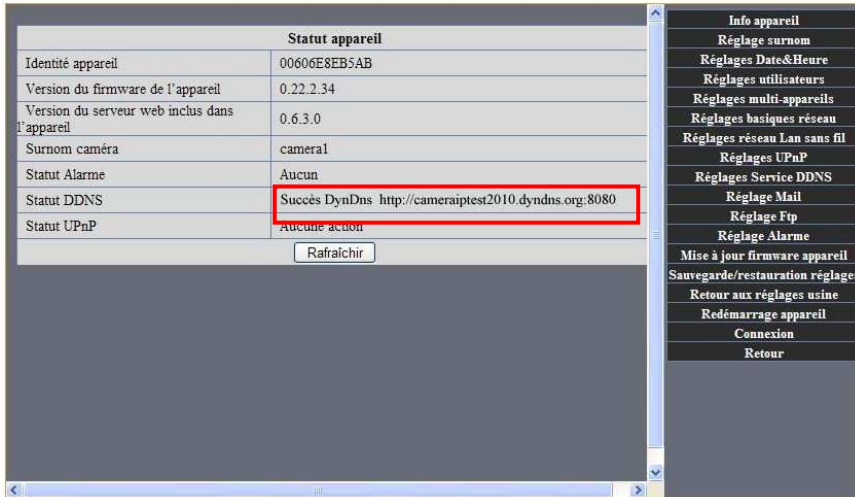 Statut appareil
Identité appareil 00606E8EB5AB
Version du firmware de l'appareil 0.22.2.34
Version du serveur web inclus dans
l'appareil 0.6.3.0
Surnom caméra camera1
Statut Alarme Aucun
Statut DDNS Succès DynDns http://cameraiptest2010.dyndns.org:8080
Statut UPnP Aucune action
Rafraîchir
Info appareil
Réglage surnom
Réglages Date&Heure
Réglages utilisateurs
Réglages multi-appareils
Réglages basiques réseau
Réglages réseau Lan sans fil
Réglages UPnP
Réglages Service DDNS
Réglage Mail
Réglage Ftp
Réglage Alarme
Mise à jour firmware appareil
Sauvegarde/restauration réglage
Retour aux réglages usine
Redémarrage appareil
Connexion
Retour